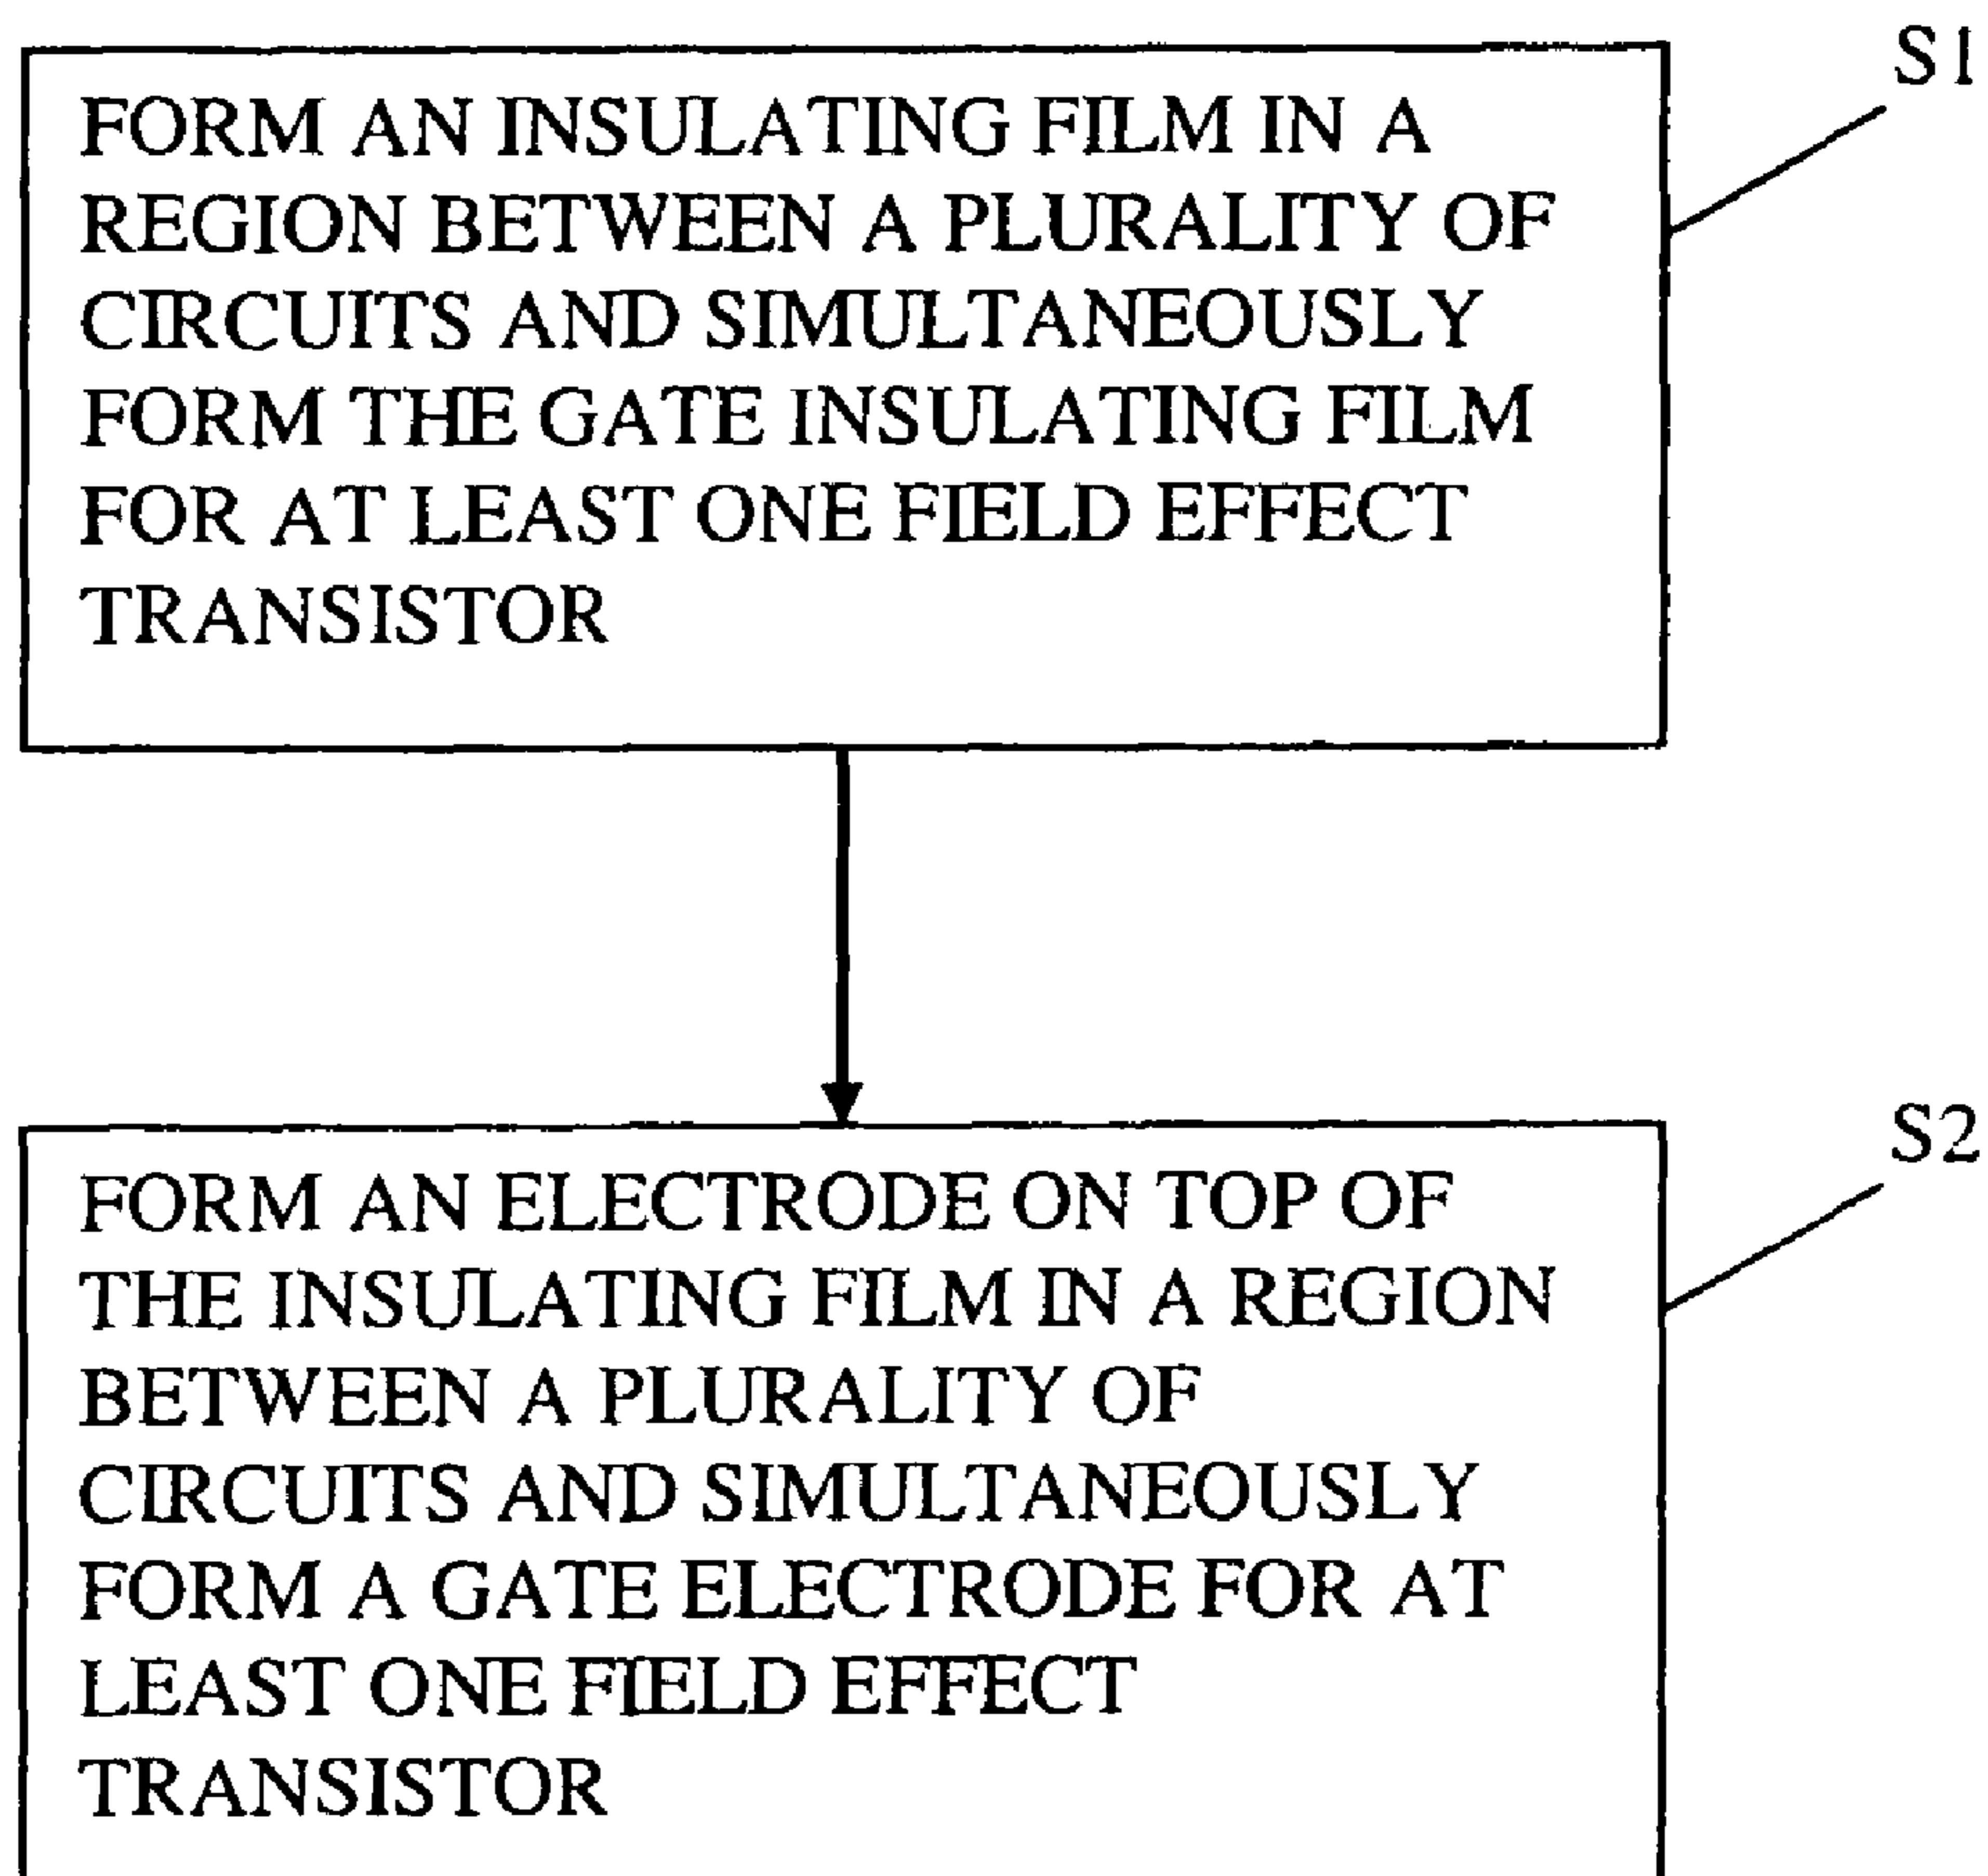 S1
FORM AN INSULATING FILM IN A
REGION BETWEEN A PLURALITY OF
CIRCUITS AND SIMULTANEOUSLY
FORM THE GATE INSULATING FILM
FOR AT LEAST ONE FIELD EFFECT
TRANSISTOR
S2
FORM AN ELECTRODE ON TOP OF
THE INSULATING FILM IN A REGION
BETWEEN A PLURALITY OF
CIRCUITS AND SIMULTANEOUSLY
FORM A GATE ELECTRODE FOR AT
LEAST ONE FIELD EFFECT
TRANSISTOR